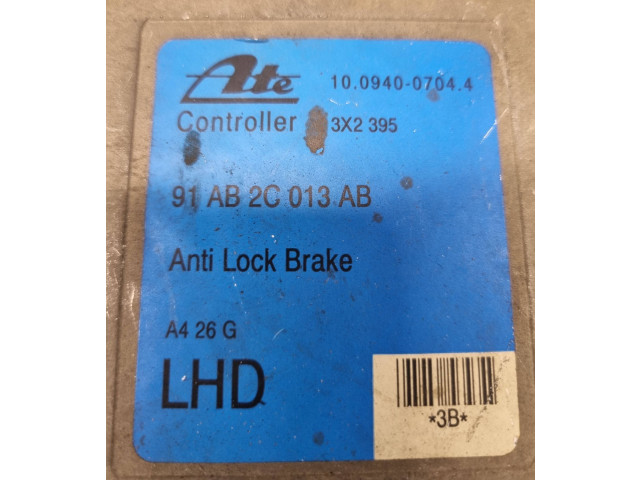 Ate 10.0940-0704.4
Controller 3X2 395
91 AB 2C 013 AB
Anti Lock Brake
A4 26 G
LHD
*3B*